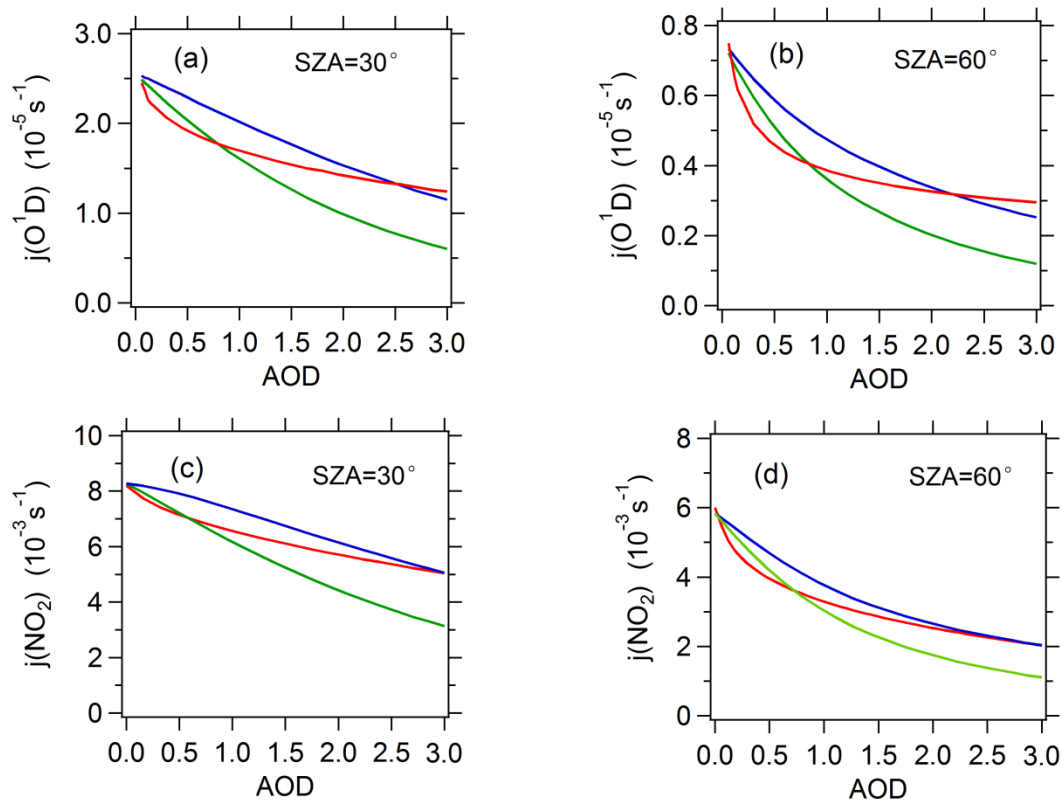 (a) SZA=30°
j(O¹D) (10⁻⁵ s⁻¹)
3.0
2.0
1.0
0.0
0.0 0.5 1.0 1.5 2.0 2.5 3.0
AOD
(b) SZA=60°
j(O¹D) (10⁻⁵ s⁻¹)
0.8
0.6
0.4
0.2
0.0
0.0 0.5 1.0 1.5 2.0 2.5 3.0
AOD
(c) SZA=30°
j(NO₂) (10⁻³ s⁻¹)
10
8
6
4
2
0
0.0 0.5 1.0 1.5 2.0 2.5 3.0
AOD
(d) SZA=60°
j(NO₂) (10⁻³ s⁻¹)
8
6
4
2
0
0.0 0.5 1.0 1.5 2.0 2.5 3.0
AOD